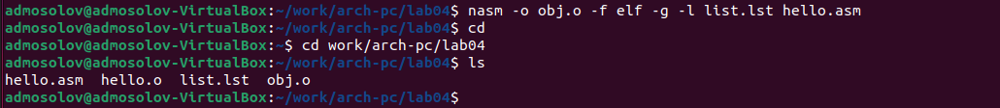 admosolov@admosolov-VirtualBox:~/work/arch-pc/lab04$ nasm -o obj.o -f elf -g -l list.lst hello.asm
admosolov@admosolov-VirtualBox:~/work/arch-pc/lab04$ cd
admosolov@admosolov-VirtualBox:~$ cd work/arch-pc/lab04
admosolov@admosolov-VirtualBox:~/work/arch-pc/lab04$ ls
hello.asm  hello.o  list.lst  obj.o
admosolov@admosolov-VirtualBox:~/work/arch-pc/lab04$